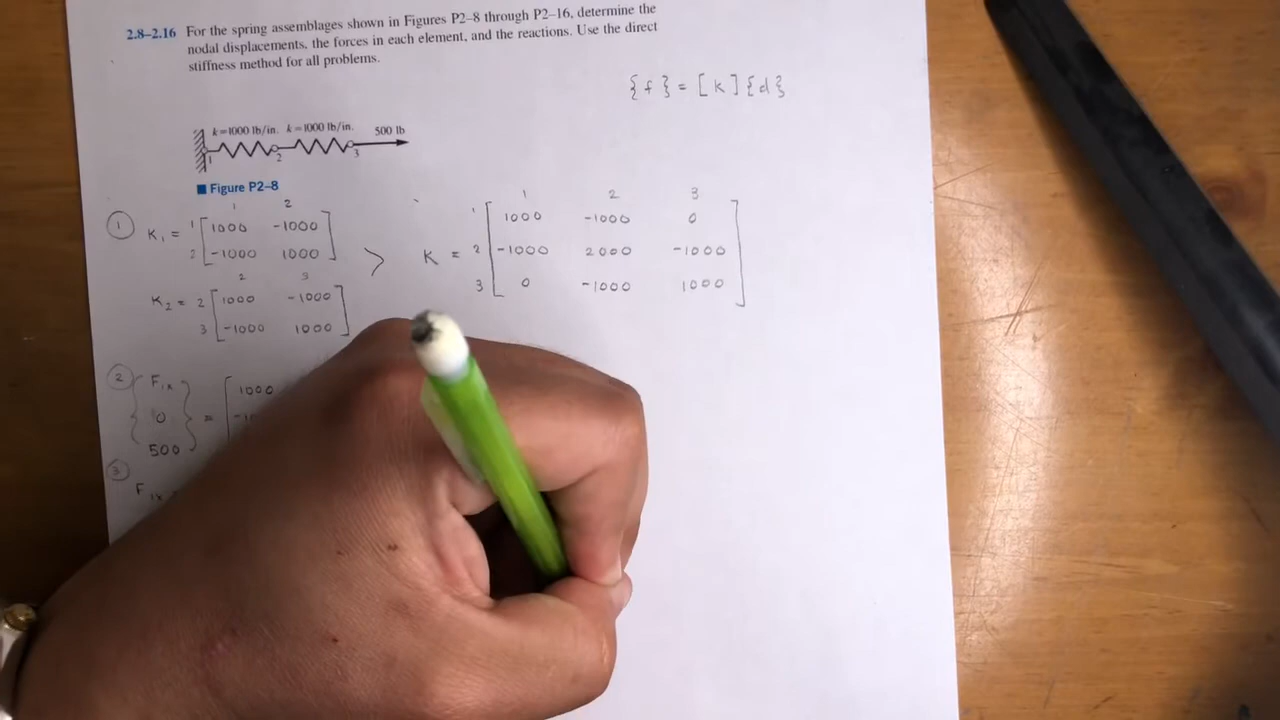 2.8–2.16 For the spring assemblages shown in Figures P2–8 through P2–16, determine the
nodal displacements, the forces in each element, and the reactions. Use the direct
stiffness method for all problems.
{f} = [k]{d}
k = 1000 lb/in. k = 1000 lb/in. 500 lb
1 2 3
■ Figure P2–8
1 2
① K1 = 1 [1000 -1000
2 -1000 1000]
2 3
K2 = 2 [1000 -1000
3 -1000 1000]
>
1 2 3
K = 1 [1000 -1000 0
2 -1000 2000 -1000
3 0 -1000 1000]
② {F1x
0
500} = [1000
③
F1x